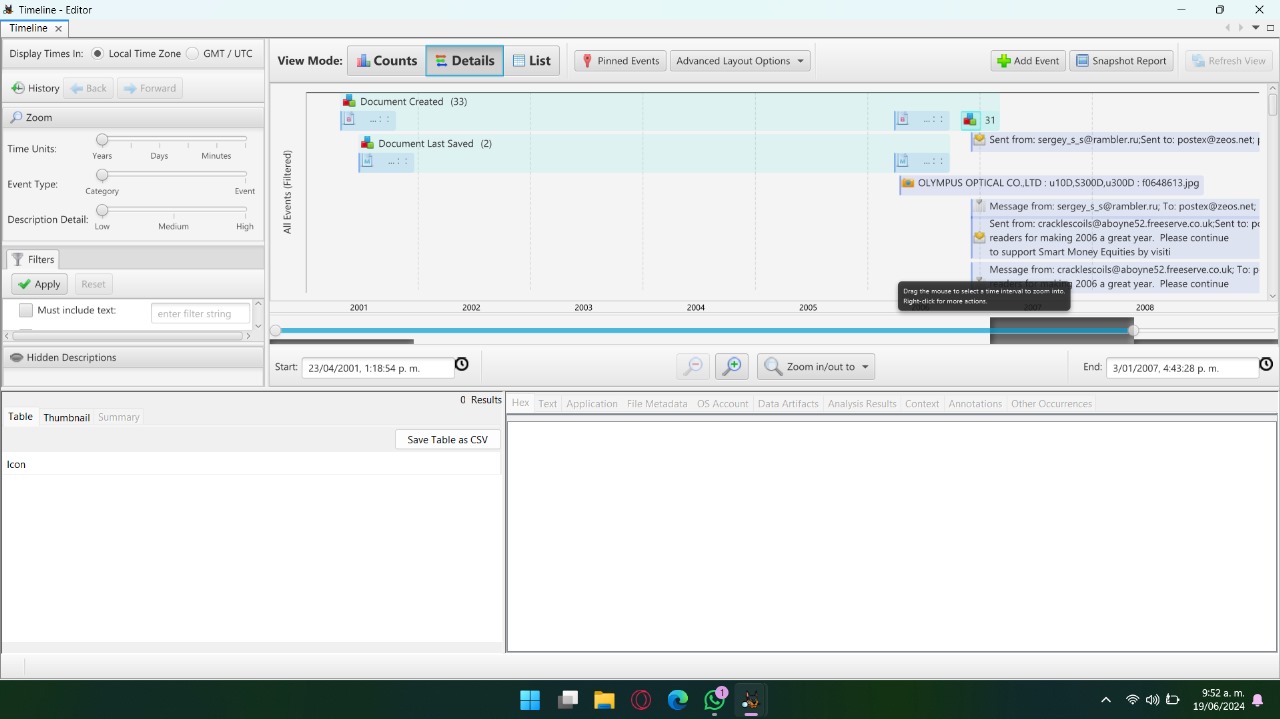 Timeline - Editor
Timeline
Display Times In: Local Time Zone GMT / UTC
History Back Forward
Zoom
Time Units:
Years Days Minutes
Event Type:
Category Event
Description Detail:
Low Medium High
Filters
Apply Reset
Must include text: enter filter string
Hidden Descriptions
View Mode: Counts Details List Pinned Events Advanced Layout Options Add Event Snapshot Report Refresh View
All Events (Filtered)
Document Created (33)
...: : ...: : 31
Sent from: sergey_s_s@rambler.ru;Sent to: postex@zeos.net;
Document Last Saved (2)
...: : ...: :
OLYMPUS OPTICAL CO.,LTD : u10D,S300D,u300D : f0648613.jpg
Message from: sergey_s_s@rambler.ru; To: postex@zeos.net;
Sent from: cracklescoils@aboyne52.freeserve.co.uk;Sent to:
readers for making 2006 a great year. Please continue
to support Smart Money Equities by visiti
Message from: cracklescoils@aboyne52.freeserve.co.uk; To:
readers for making 2006 a great year. Please continue
Drag the mouse to select a time interval to zoom into.
Right-click for more actions.
2001 2002 2003 2004 2005 2007 2008
Start: 23/04/2001, 1:18:54 p. m. Zoom in/out to End: 3/01/2007, 4:43:28 p. m.
0 Results
Table Thumbnail Summary
Save Table as CSV
Icon
Hex Text Application File Metadata OS Account Data Artifacts Analysis Results Context Annotations Other Occurrences
1
9:52 a. m.
19/06/2024